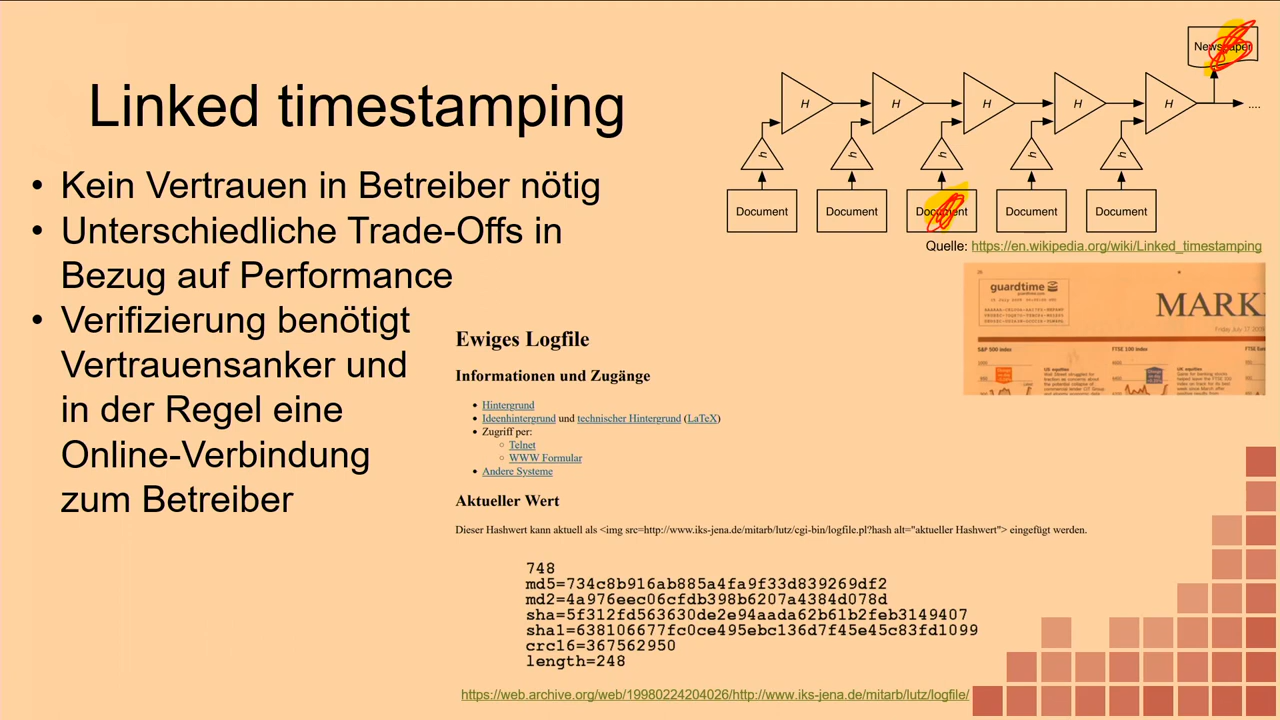 Linked timestamping
• Kein Vertrauen in Betreiber nötig
• Unterschiedliche Trade-Offs in
Bezug auf Performance
• Verifizierung benötigt
Vertrauensanker und
in der Regel eine
Online-Verbindung
zum Betreiber
Newspaper
H H H H H
....
h h h h h
Document Document Document Document Document
Quelle: https://en.wikipedia.org/wiki/Linked_timestamping
guardtime
MARK
S&P 500 index
FTSE 100 index
FTSE
US equities
UK equities
Ewiges Logfile
Informationen und Zugänge
• Hintergrund
• Ideenhintergrund und technischer Hintergrund (LaTeX)
• Zugriff per:
○ Telnet
○ WWW Formular
• Andere Systeme
Aktueller Wert
Dieser Hashwert kann aktuell als <img src=http://www.iks-jena.de/mitarb/lutz/cgi-bin/logfile.pl?hash alt="aktueller Hashwert"> eingefügt werden.
748
md5=734c8b916ab885a4fa9f33d839269df2
md2=4a976eec06cfdb398b6207a4384d078d
sha=5f312fd563630de2e94aada62b61b2feb3149407
sha1=638106677fc0ce495ebc136d7f45e45c83fd1099
crc16=367562950
length=248
https://web.archive.org/web/19980224204026/http://www.iks-jena.de/mitarb/lutz/logfile/